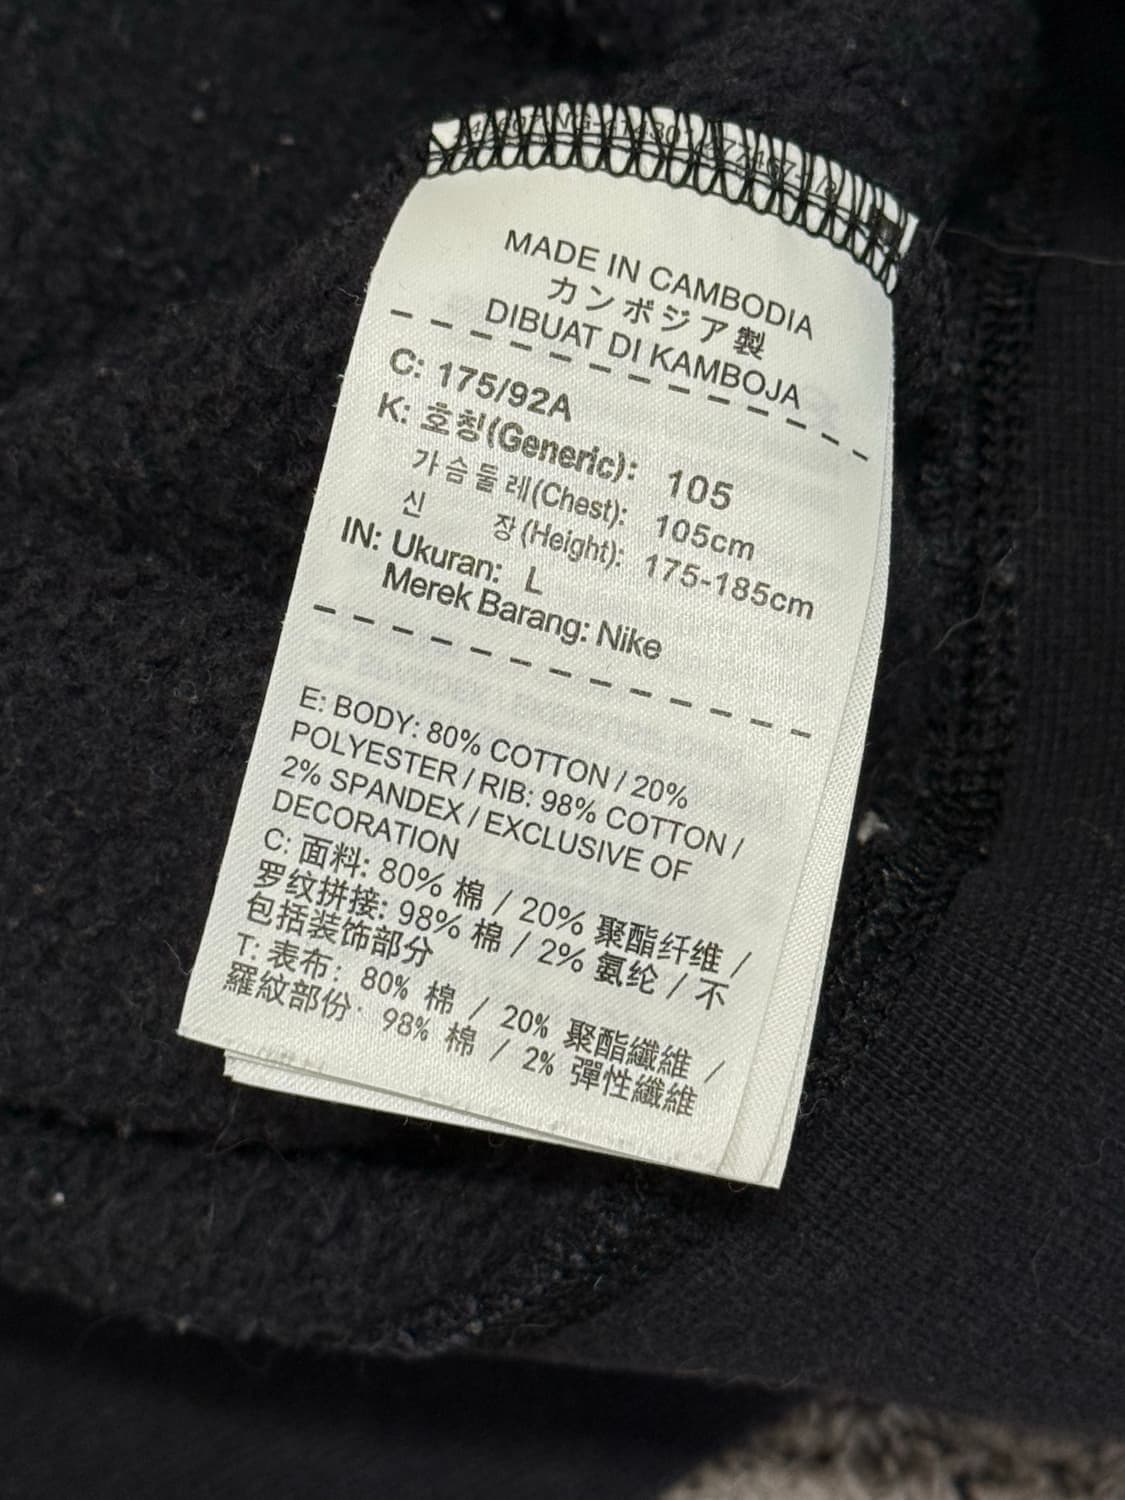 MADE IN CAMBODIA
カンボジア製
DIBUAT DI KAMBOJA
C: 175/92A
K: 호칭(Generic): 105
가슴둘레(Chest): 105cm
신 장(Height): 175-185cm
IN: Ukuran: L
Merek Barang: Nike
E: BODY: 80% COTTON / 20%
POLYESTER / RIB: 98% COTTON /
2% SPANDEX / EXCLUSIVE OF
DECORATION
C: 面料: 80% 棉 / 20% 聚酯纤维 /
罗纹拼接: 98% 棉 / 2% 氨纶 / 不
包括装饰部分
T: 表布: 80% 棉 / 20% 聚酯纖維 /
羅紋部份: 98% 棉 / 2% 彈性纖維